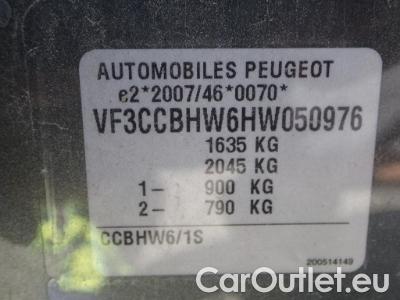 AUTOMOBILES PEUGEOT
e2*2007/46*0070*
VF3CCBHW6HW050976
1635 KG
2045 KG
1- 900 KG
2- 790 KG
CCBHW6/1S
200514149
CarOutlet.eu